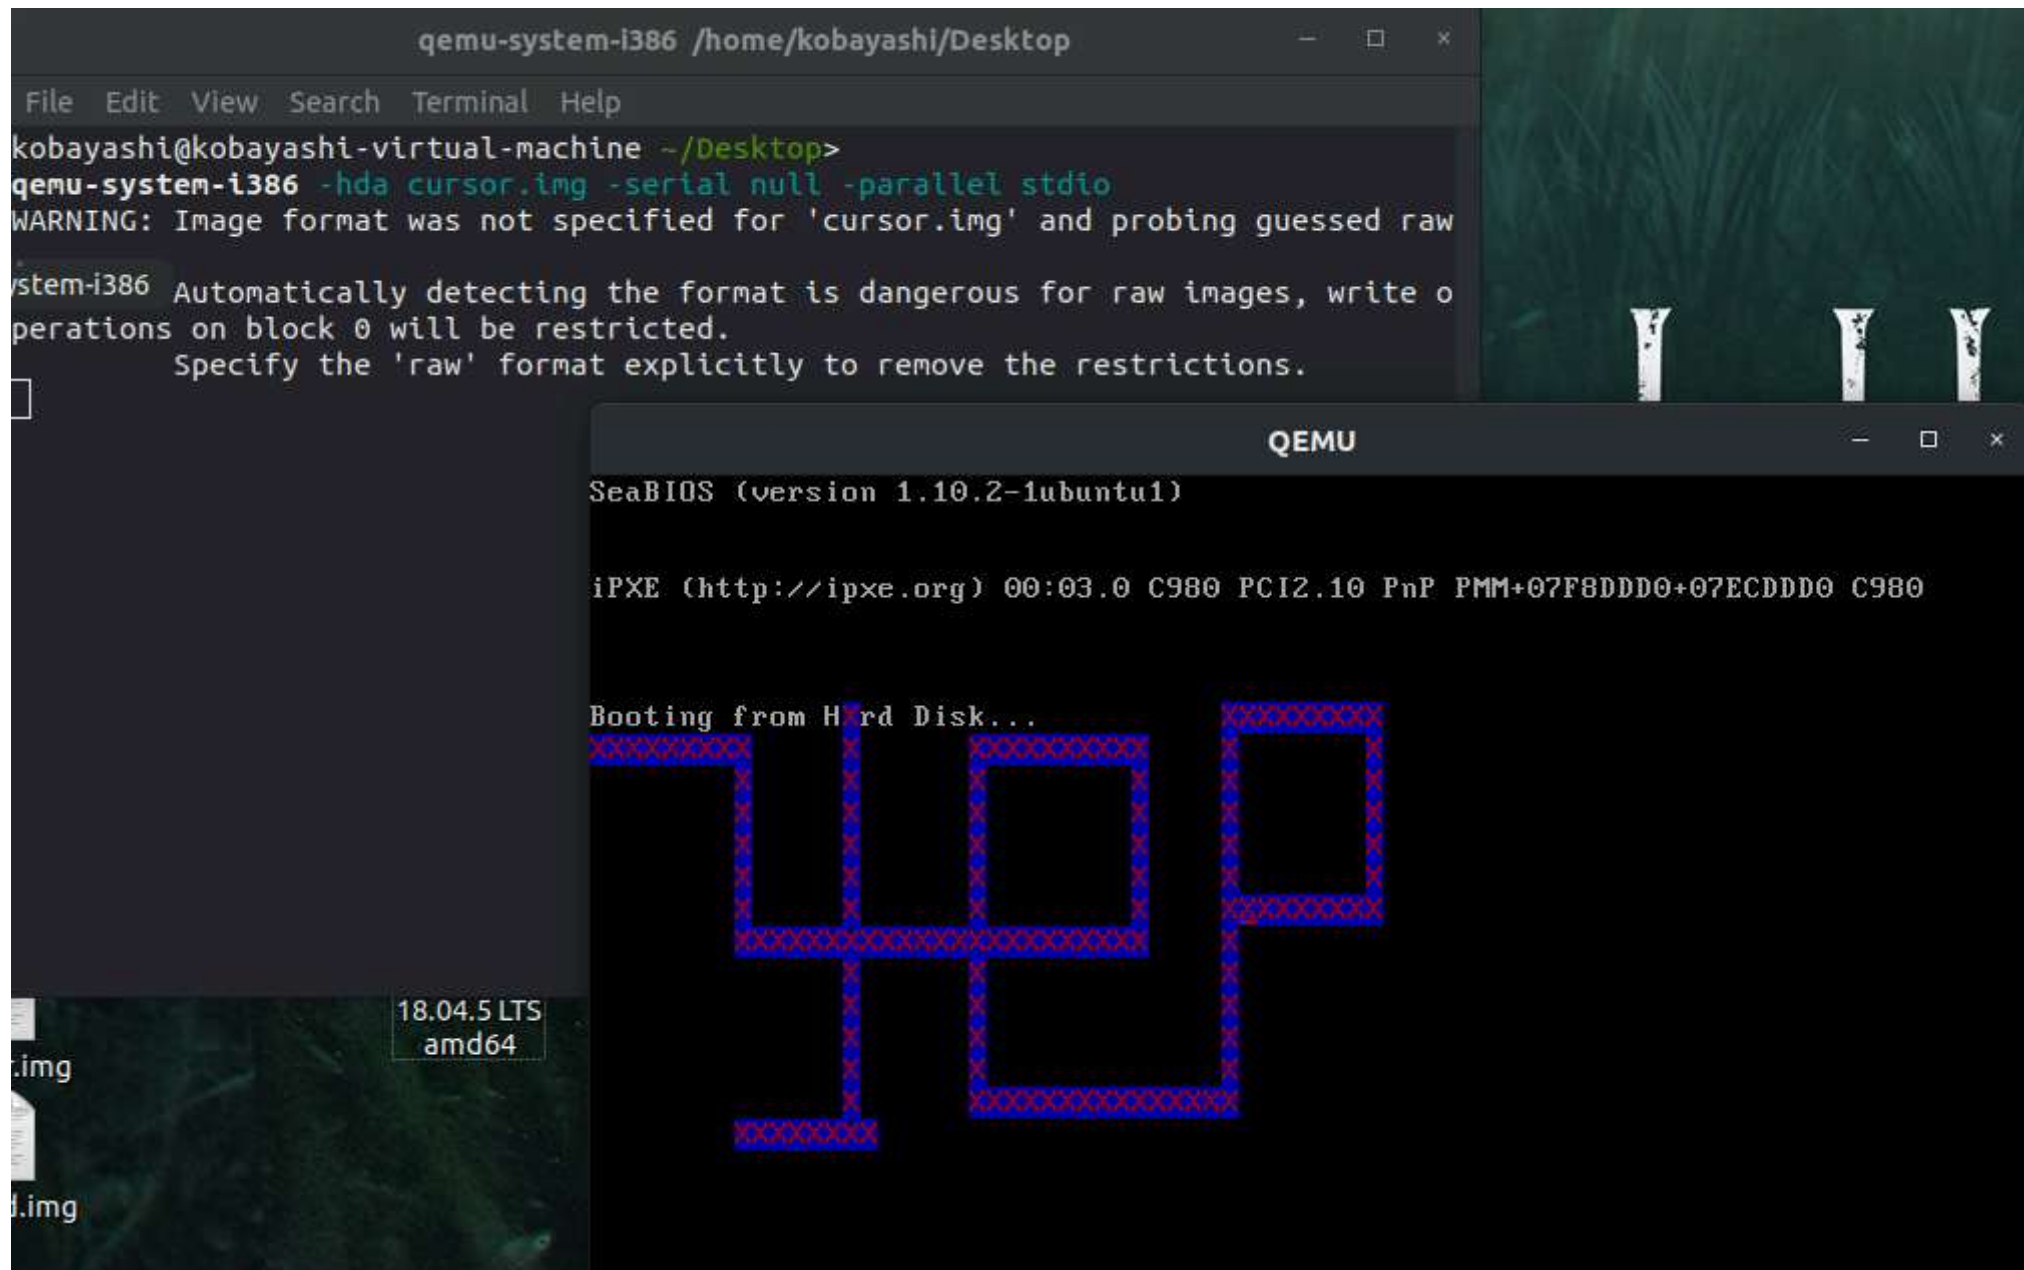 qemu-system-i386 /home/kobayashi/Desktop
File Edit View Search Terminal Help
kobayashi@kobayashi-virtual-machine ~/Desktop>
qemu-system-i386 -hda cursor.img -serial null -parallel stdio
WARNING: Image format was not specified for 'cursor.img' and probing guessed raw
ystem-i386
Automatically detecting the format is dangerous for raw images, write o
perations on block 0 will be restricted.
Specify the 'raw' format explicitly to remove the restrictions.
QEMU
SeaBIOS (version 1.10.2-1ubuntu1)
iPXE (http://ipxe.org) 00:03.0 C980 PCI2.10 PnP PMM+07F8DDD0+07ECDDD0 C980
Booting from HXrd Disk...
18.04.5 LTS
amd64
.img
d.img